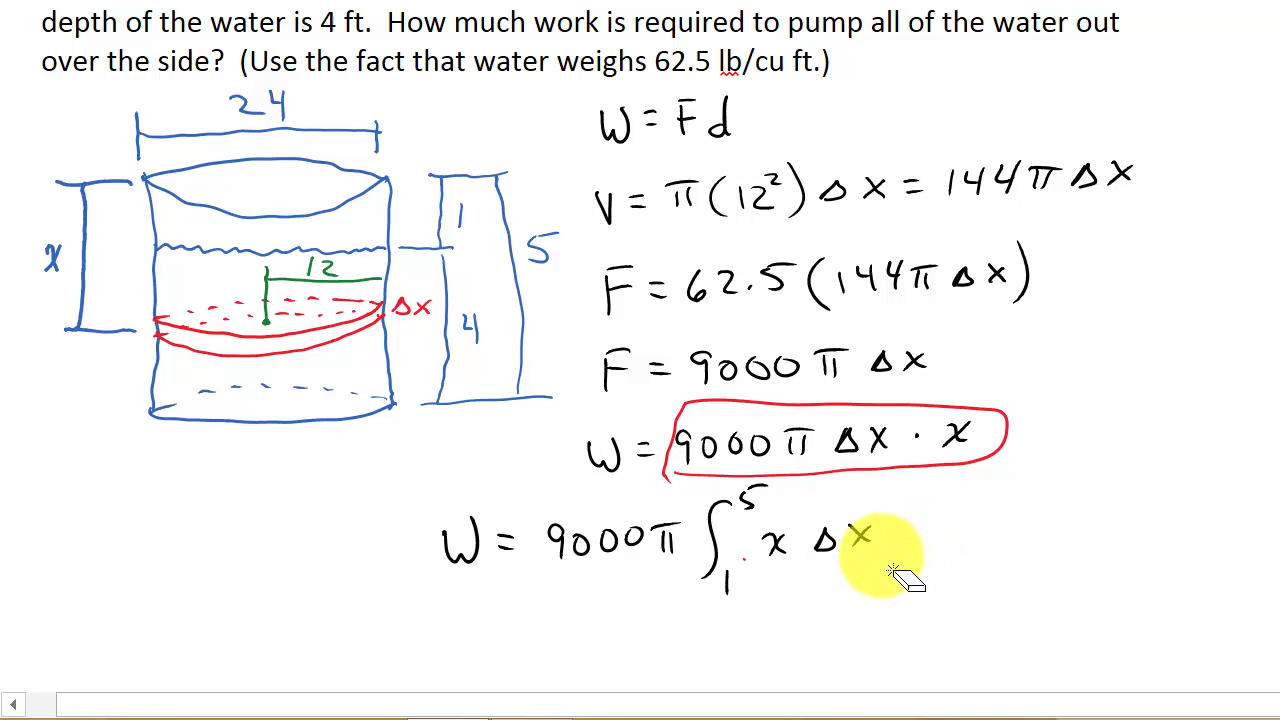 depth of the water is 4 ft. How much work is required to pump all of the water out
over the side? (Use the fact that water weighs 62.5 lb/cu ft.)
24
W = Fd
V = π(12²) Δx = 144π Δx
1
x
5
12
F = 62.5 (144π Δx)
Δx
4
F = 9000 π Δx
W = 9000 π Δx · x
W = 9000π ∫₁⁵ x Δx